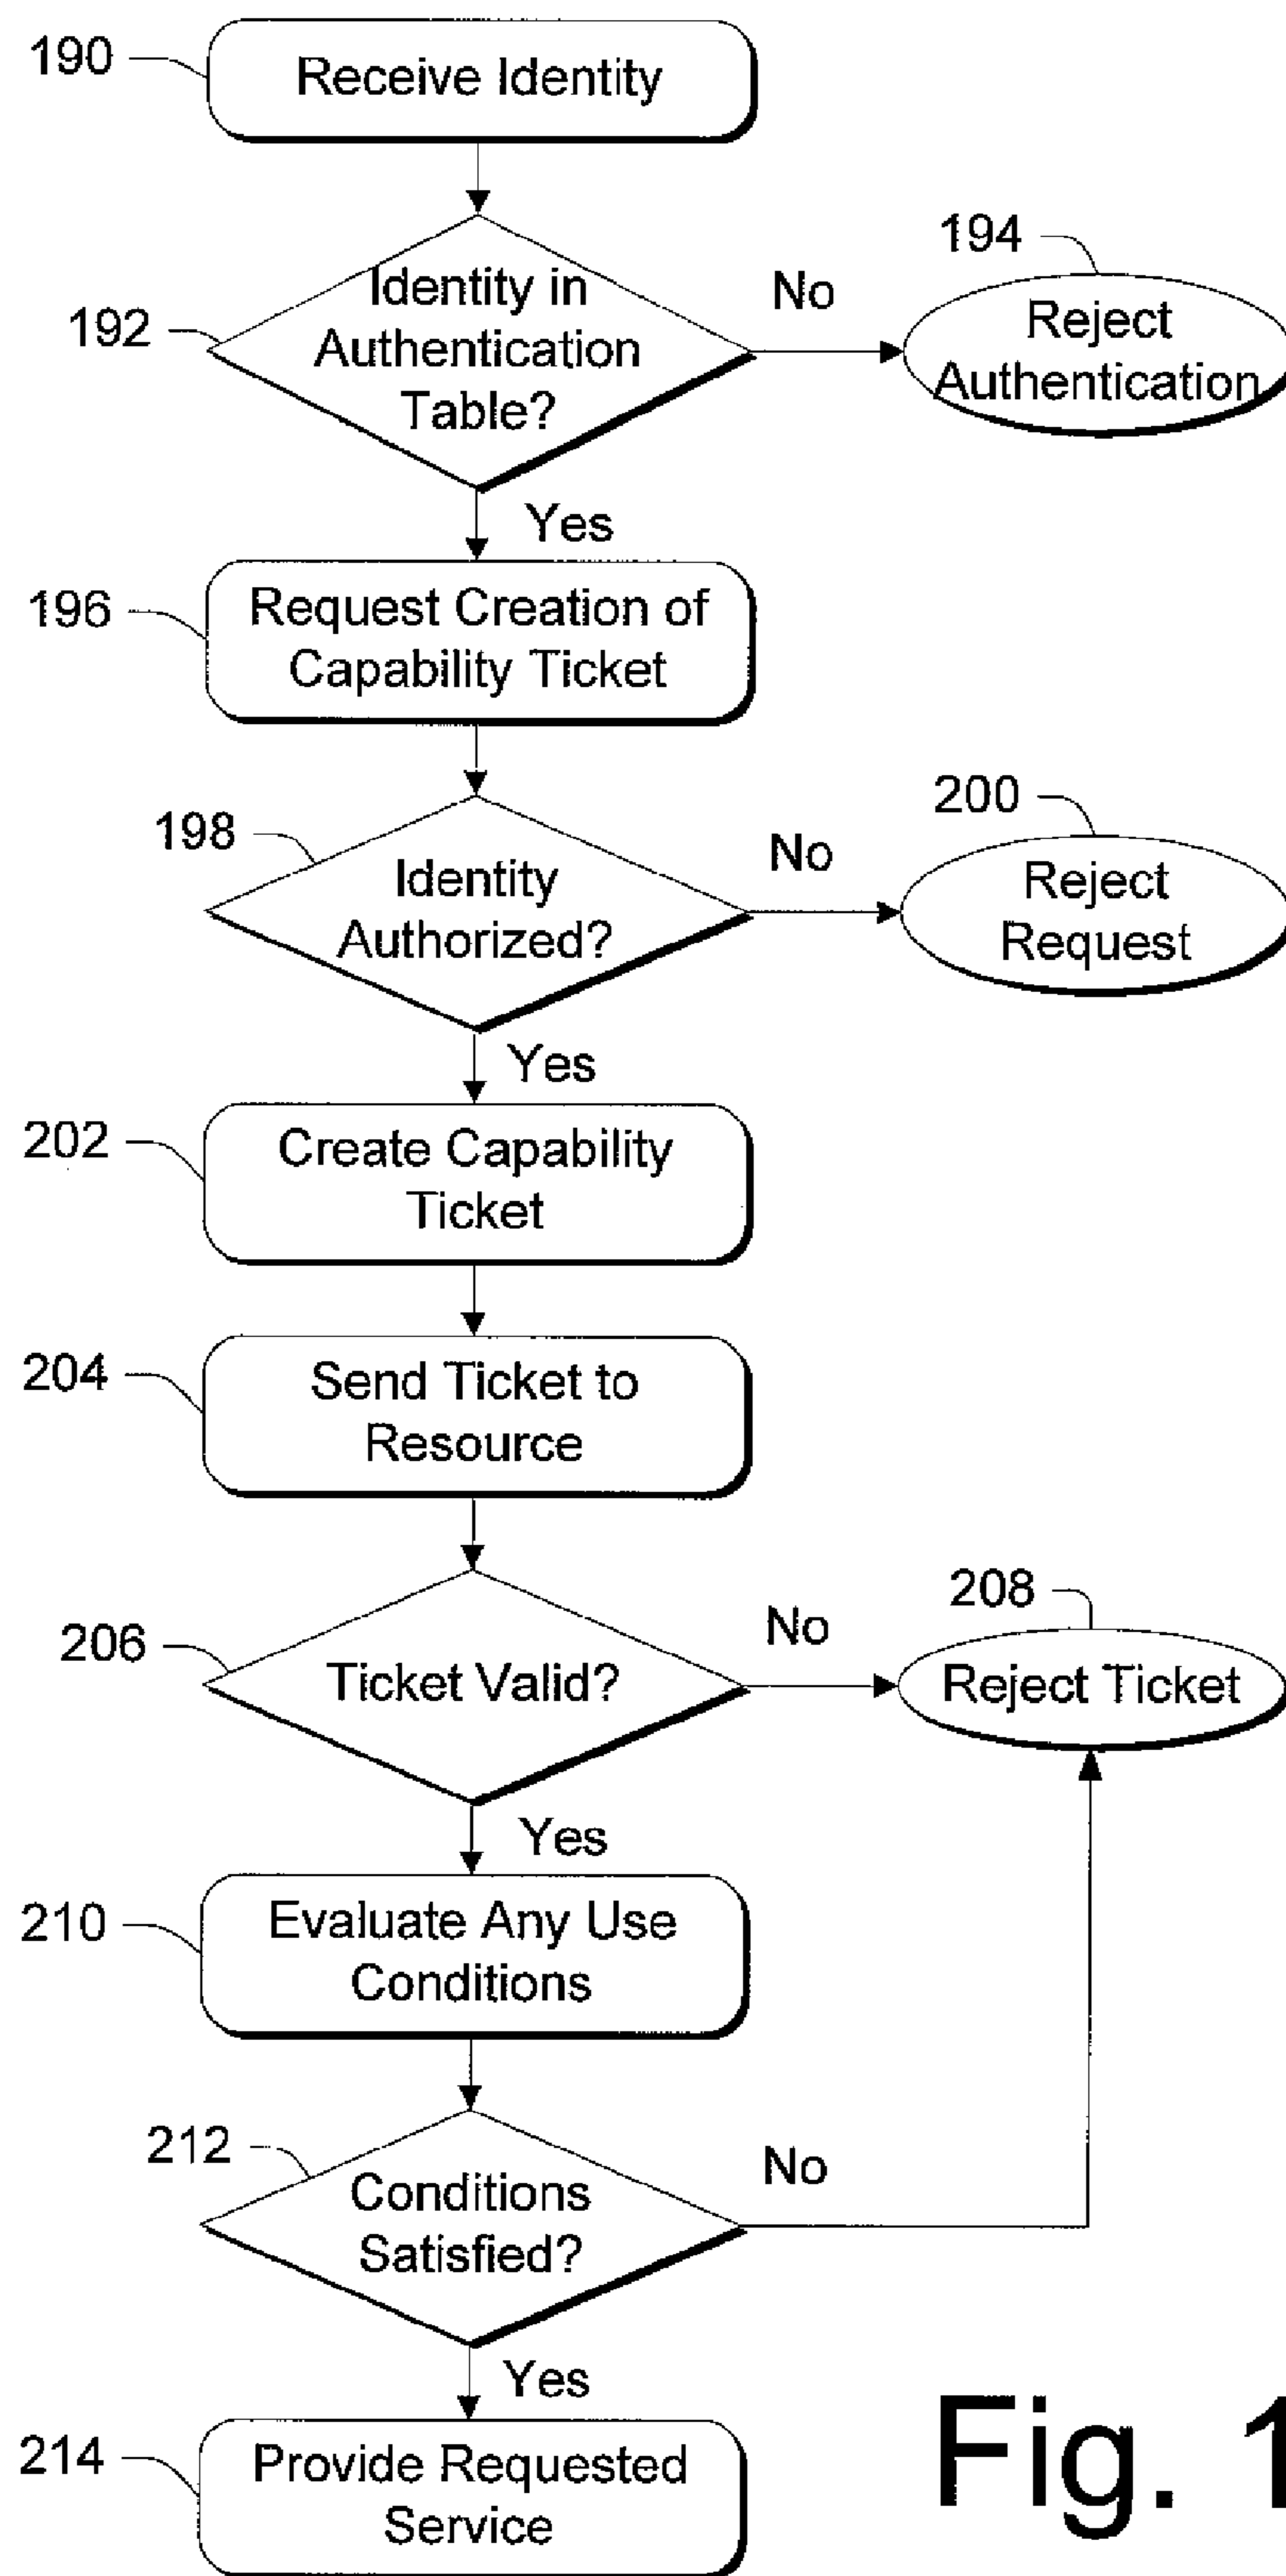 190
Receive Identity
192
Identity in
Authentication
Table?
No
194
Reject
Authentication
Yes
196
Request Creation of
Capability Ticket
198
Identity
Authorized?
No
200
Reject
Request
Yes
202
Create Capability
Ticket
204
Send Ticket to
Resource
206
Ticket Valid?
No
208
Reject Ticket
Yes
210
Evaluate Any Use
Conditions
212
Conditions
Satisfied?
No
Yes
214
Provide Requested
Service
Fig. 1